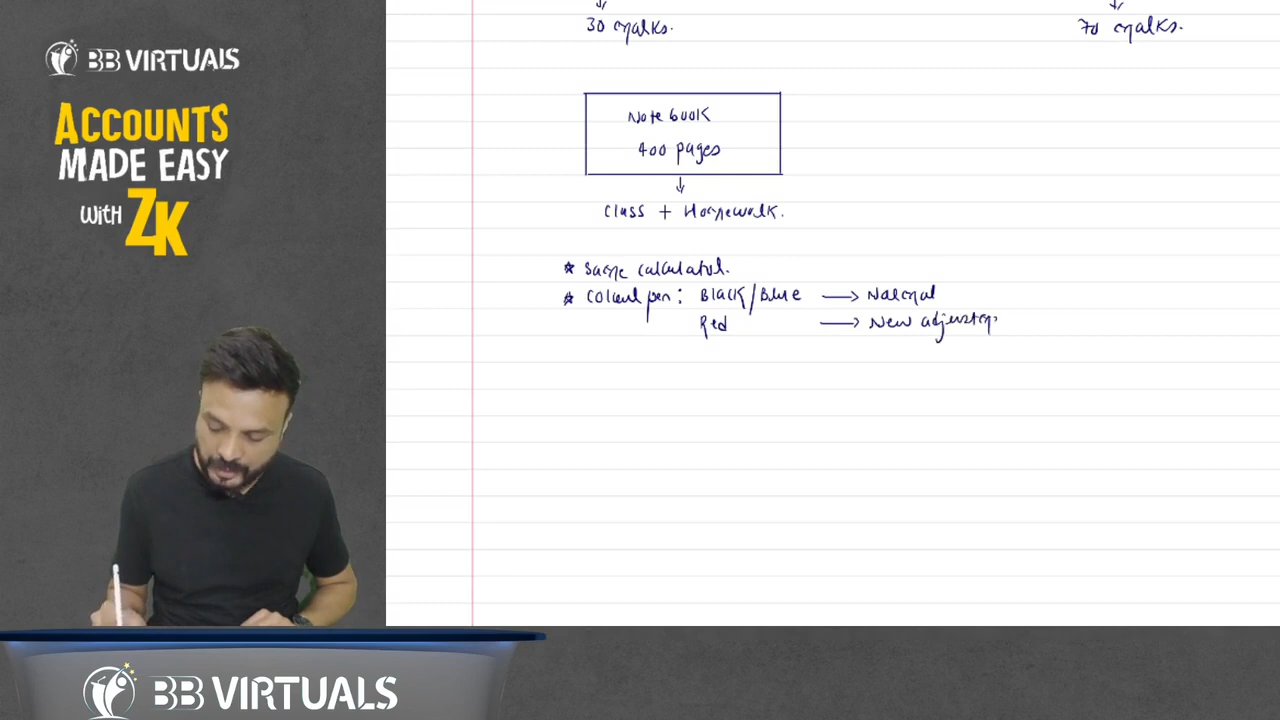 BB VIRTUALS
ACCOUNTS
MADE EASY
WITH ZK
30 marks.
70 marks.
Note book
400 pages
Class + Homework.
* Same calculator.
* Colour pen : Black/Blue → Normal
Red → New adjustm.
BB VIRTUALS